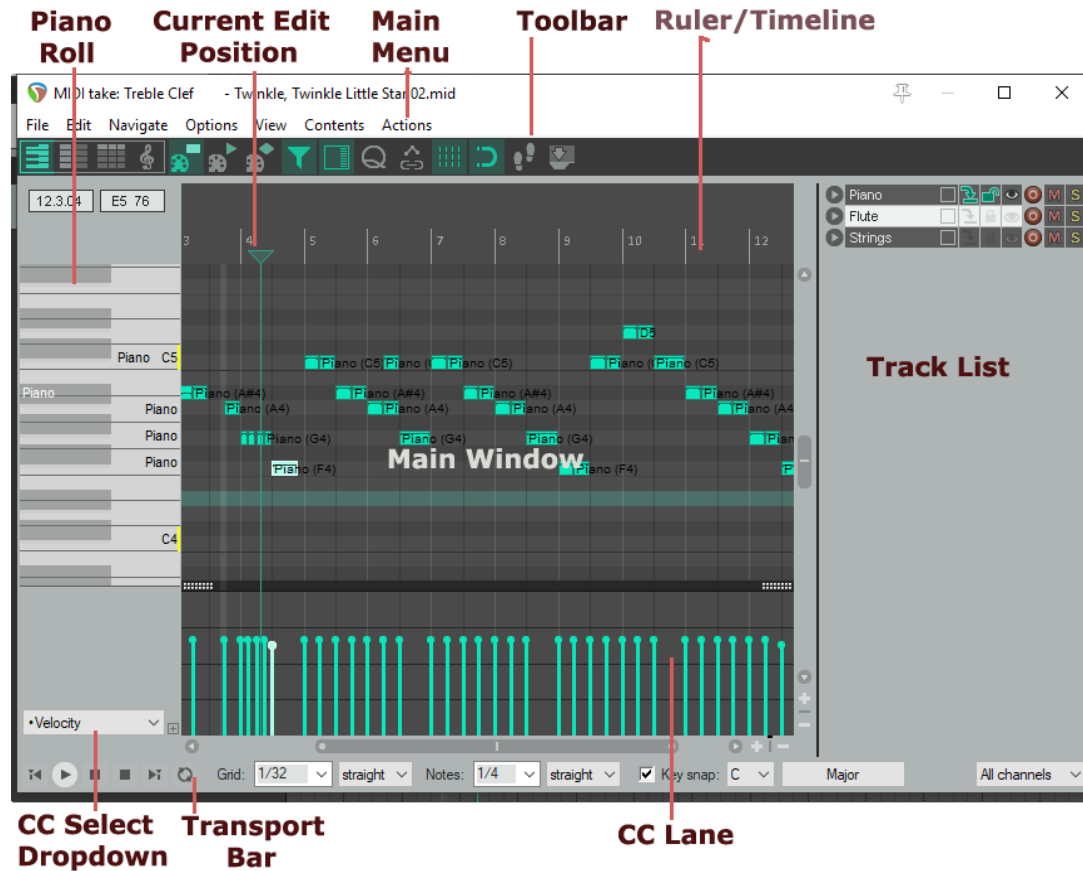 Piano Roll
Current Edit Position
Main Menu
Toolbar
Ruler/Timeline
MIDI take: Treble Clef - Twinkle, Twinkle Little Star 02.mid
File Edit Navigate Options View Contents Actions
12.3.04 E5 76
Piano M S
Flute M S
Strings M S
3 4 5 6 7 8 9 10 11 12
D5
Piano C5
Piano (C5) Piano ( Piano (C5) Piano ( Piano (C5)
Track List
Piano
Piano (A#4) Piano (A#4) Piano (A#4) Piano (A#4)
Piano
Piano (A4) Piano (A4) Piano (A4) Piano (A4
Piano
Piano (G4) Piano (G4) Piano (G4) Pian
Main Window
Piano
Piano (F4) Piano (F4) P
C4
•Velocity
Grid: 1/32 straight Notes: 1/4 straight Key snap: C Major All channels
CC Select Dropdown
Transport Bar
CC Lane